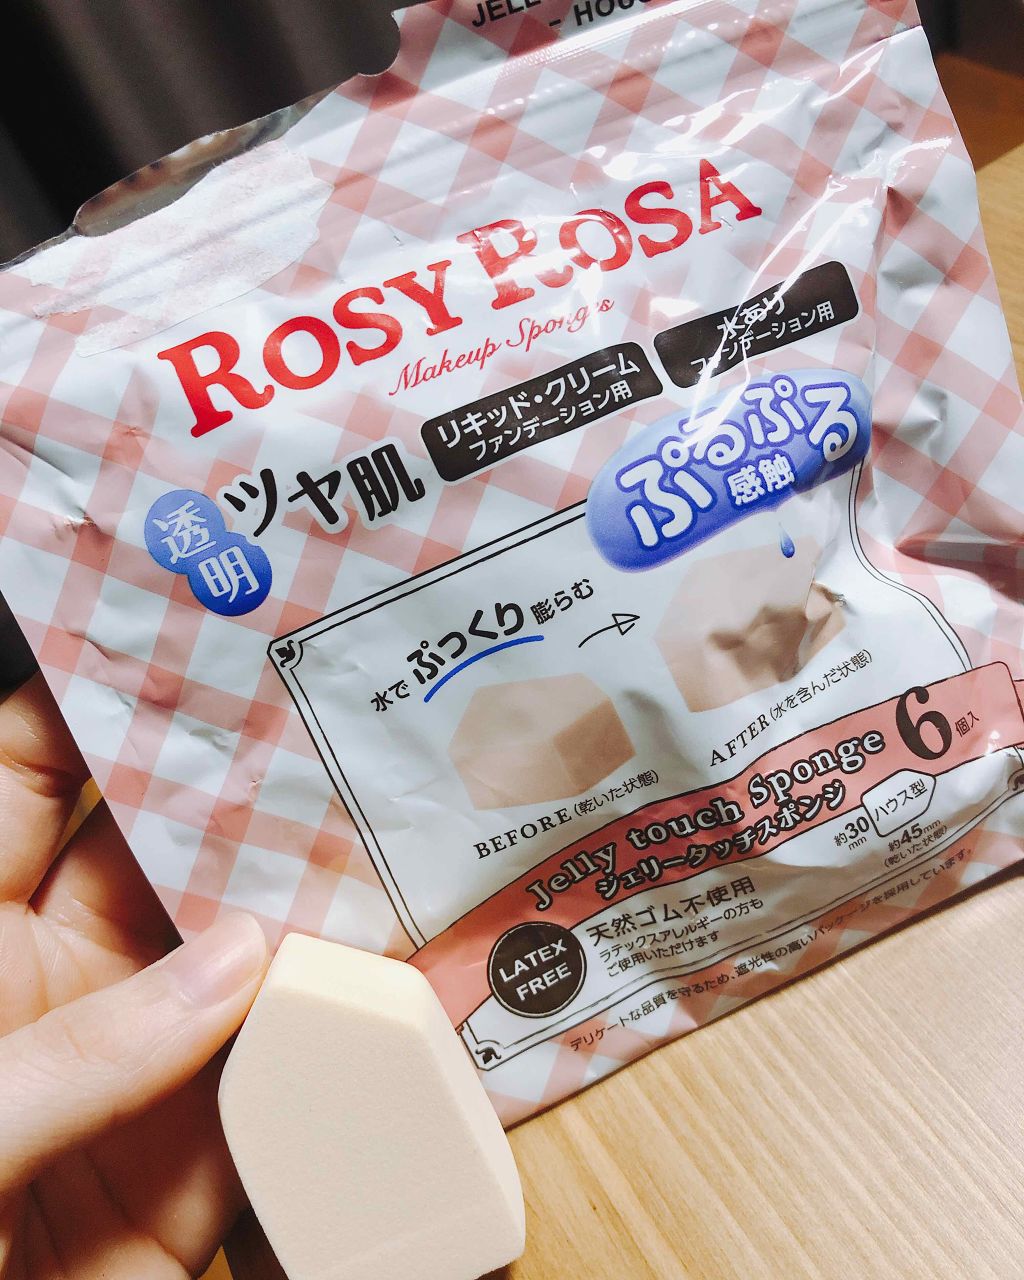 - HOUS
ROSY ROSA
Makeup Sponges
リキッド・クリーム
ファンデーション用
水あり
ファンデーション用
透明
ツヤ肌
ぷるぷる
感触
水でぷっくり膨らむ
BEFORE(乾いた状態)
AFTER(水を含んだ状態)
Jelly touch Sponge
ジェリータッチスポンジ
6個入
ハウス型
約30mm
約45mm
(乾いた状態)
LATEX
FREE
天然ゴム不使用
ラテックスアレルギーの方も
ご使用いただけます
デリケートな品質を守るため、遮光性の高いパッケージを採用しています。